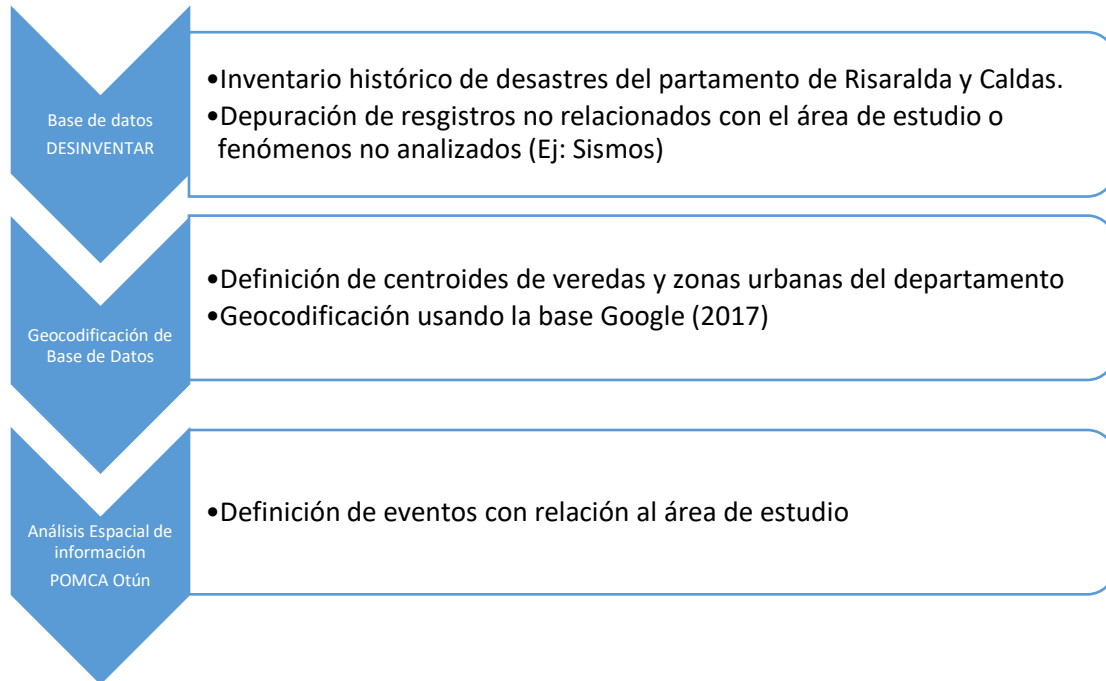 Base de datos
DESINVENTAR
•Inventario histórico de desastres del partamento de Risaralda y Caldas.
•Depuración de resgistros no relacionados con el área de estudio o
fenómenos no analizados (Ej: Sismos)
Geocodificación de
Base de Datos
•Definición de centroides de veredas y zonas urbanas del departamento
•Geocodificación usando la base Google (2017)
Análisis Espacial de
información
POMCA Otún
•Definición de eventos con relación al área de estudio